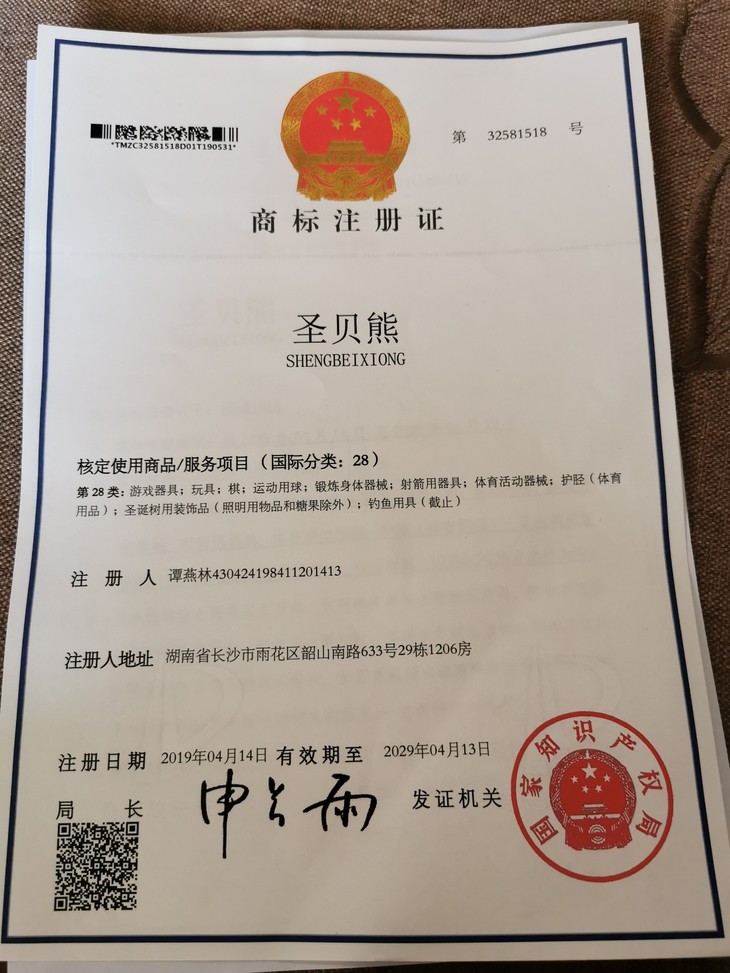 *TMZC32581518D01T190531*
第 32581518 号
商标注册证
圣贝熊
SHENGBEIXIONG
核定使用商品/服务项目（国际分类：28）
第28类：游戏器具；玩具；棋；运动用球；锻炼身体器械；射箭用器具；体育活动器械；护胫（体育
用品）；圣诞树用装饰品（照明用物品和糖果除外）；钓鱼用具（截止）
注 册 人 谭燕林430424198411201413
注册人地址 湖南省长沙市雨花区韶山南路633号29栋1206房
注册日期 2019年04月14日 有效期至 2029年04月13日
局 长 申长雨 发证机关
国家知识产权局